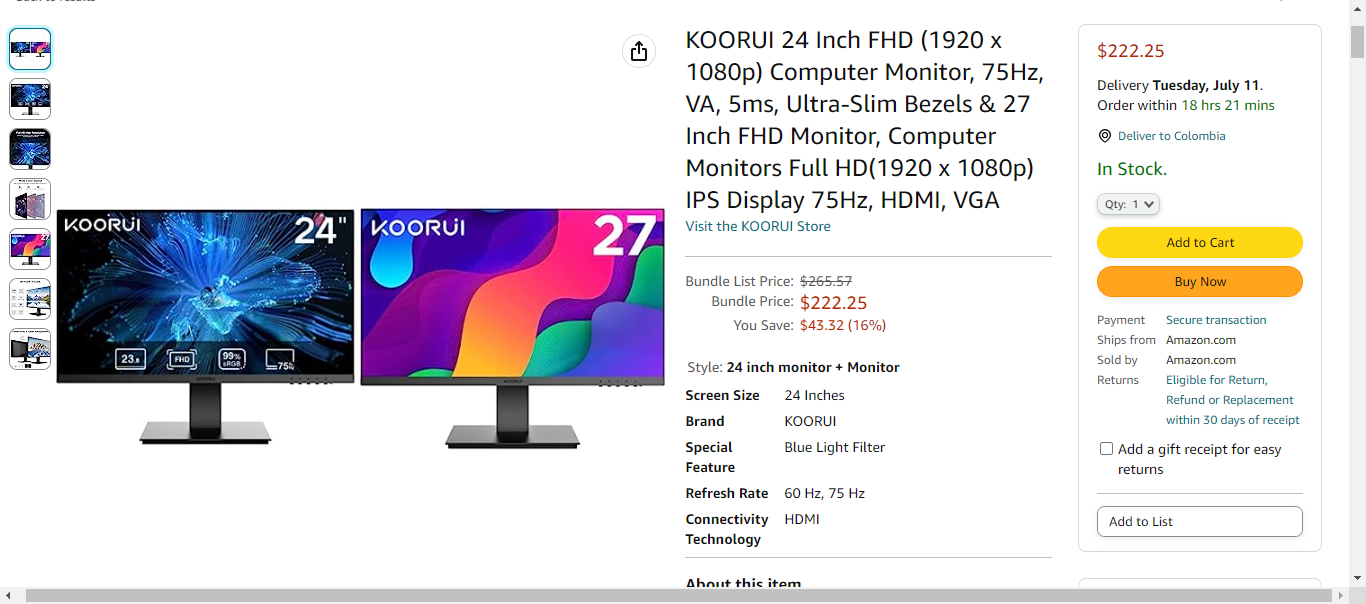 KOORUI 24 Inch FHD (1920 x
1080p) Computer Monitor, 75Hz,
VA, 5ms, Ultra-Slim Bezels & 27
Inch FHD Monitor, Computer
Monitors Full HD(1920 x 1080p)
IPS Display 75Hz, HDMI, VGA
Visit the KOORUI Store
Bundle List Price: $265.57
Bundle Price: $222.25
You Save: $43.32 (16%)
Style: 24 inch monitor + Monitor
Screen Size 24 Inches
Brand KOORUI
Special Feature Blue Light Filter
Refresh Rate 60 Hz, 75 Hz
Connectivity Technology HDMI
About this item
KOORUI 24"
23.8 FHD 99% sRGB 75Hz
KOORUI
KOORUI 27
$222.25
Delivery Tuesday, July 11.
Order within 18 hrs 21 mins
Deliver to Colombia
In Stock.
Qty: 1
Add to Cart
Buy Now
Payment Secure transaction
Ships from Amazon.com
Sold by Amazon.com
Returns Eligible for Return,
Refund or Replacement
within 30 days of receipt
Add a gift receipt for easy
returns
Add to List